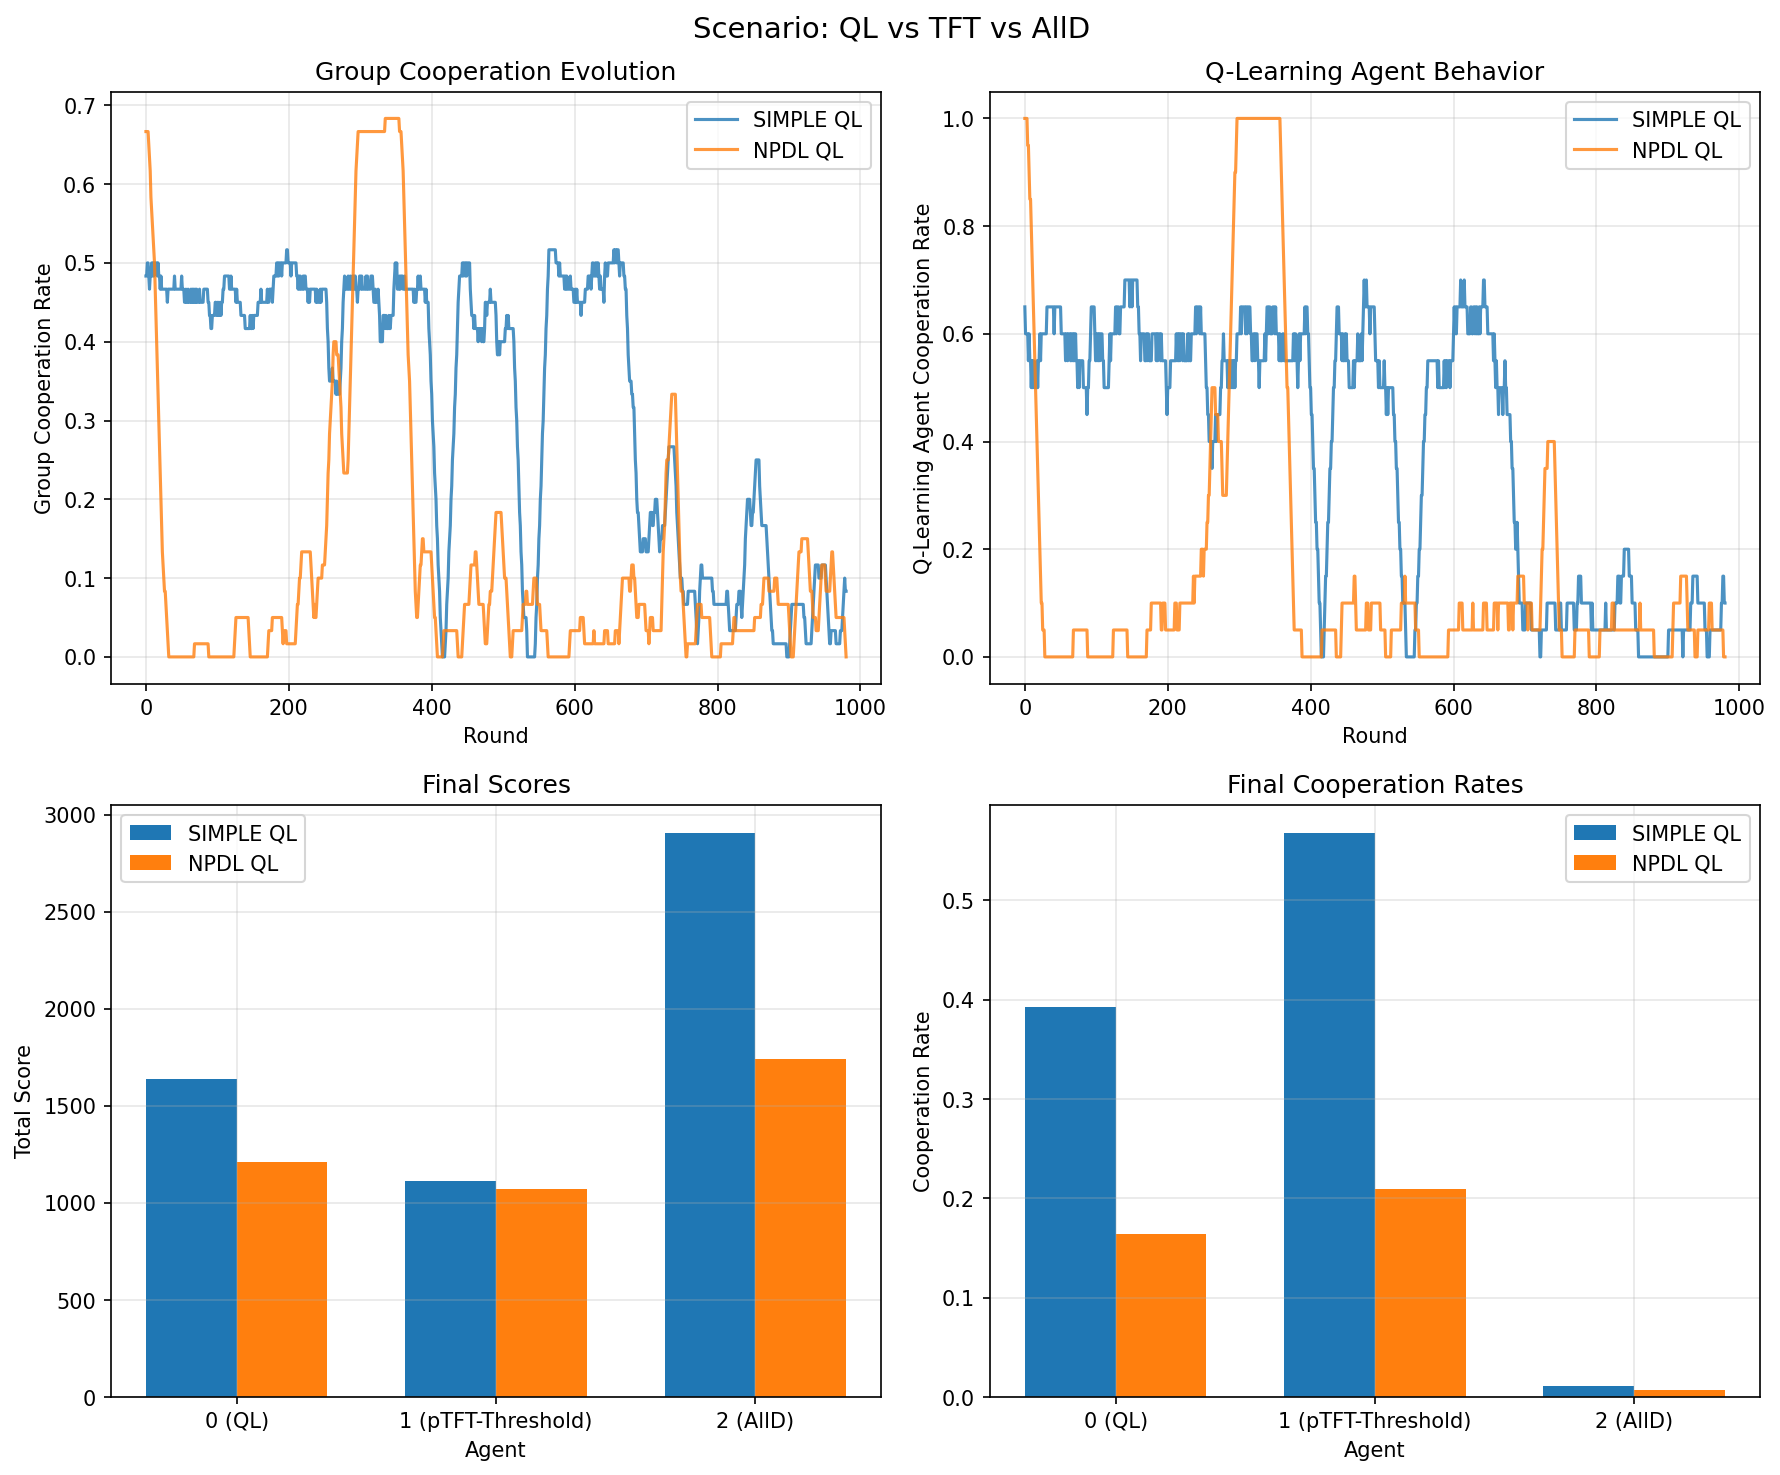 Scenario: QL vs TFT vs AllD
Group Cooperation Evolution
Group Cooperation Rate
0.7
0.6
0.5
0.4
0.3
0.2
0.1
0.0
SIMPLE QL
NPDL QL
0 200 400 600 800 1000
Round
Q-Learning Agent Behavior
Q-Learning Agent Cooperation Rate
1.0
0.8
0.6
0.4
0.2
0.0
SIMPLE QL
NPDL QL
0 200 400 600 800 1000
Round
Final Scores
Total Score
3000
2500
2000
1500
1000
500
0
SIMPLE QL
NPDL QL
0 (QL) 1 (pTFT-Threshold) 2 (AllD)
Agent
Final Cooperation Rates
Cooperation Rate
0.5
0.4
0.3
0.2
0.1
0.0
SIMPLE QL
NPDL QL
0 (QL) 1 (pTFT-Threshold) 2 (AllD)
Agent